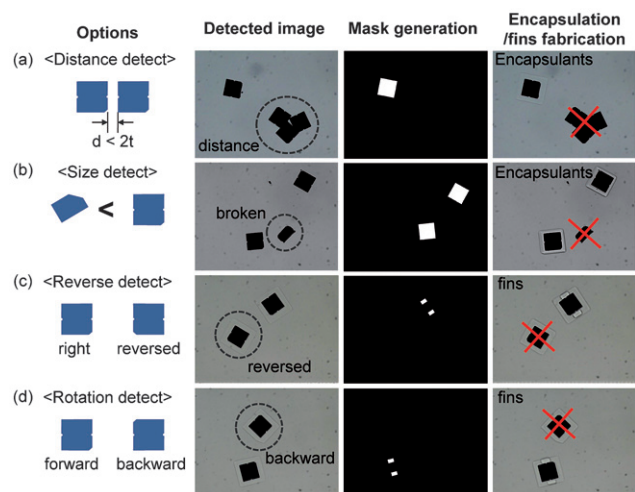 Options
Detected image
Mask generation
Encapsulation
/fins fabrication
(a) <Distance detect>
d < 2t
distance
Encapsulants
(b) <Size detect>
<
broken
Encapsulants
(c) <Reverse detect>
right reversed
reversed
fins
(d) <Rotation detect>
forward backward
backward
fins